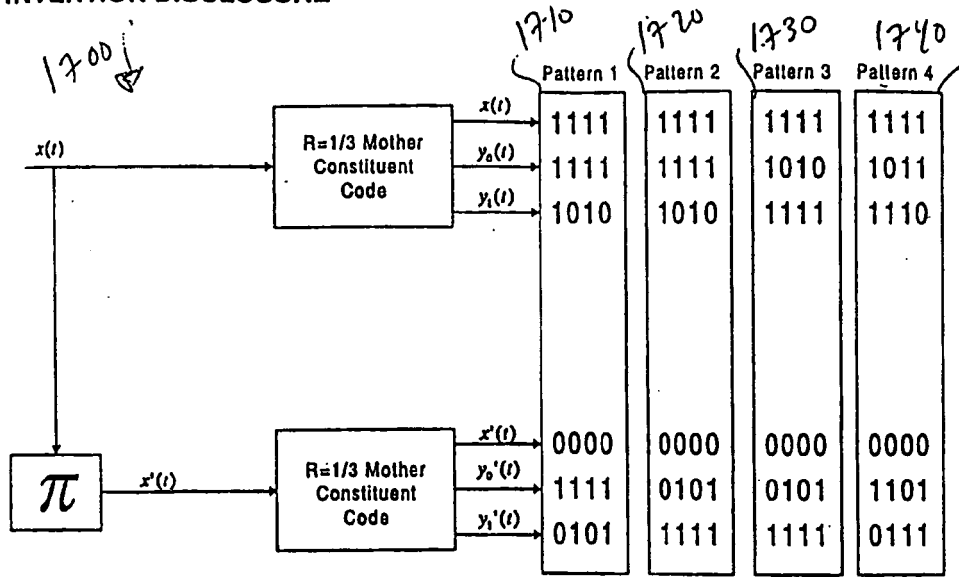 INVENTION DISCLOSURE
1700
1710 1720 1730 1740
Pattern 1 Pattern 2 Pattern 3 Pattern 4
x(t) R=1/3 Mother Constituent Code
x(t) 1111 1111 1111 1111
y₀(t) 1111 1111 1010 1011
y₁(t) 1010 1010 1111 1110
π x'(t) R=1/3 Mother Constituent Code
x'(t) 0000 0000 0000 0000
y₀'(t) 1111 0101 0101 1101
y₁'(t) 0101 1111 1111 0111